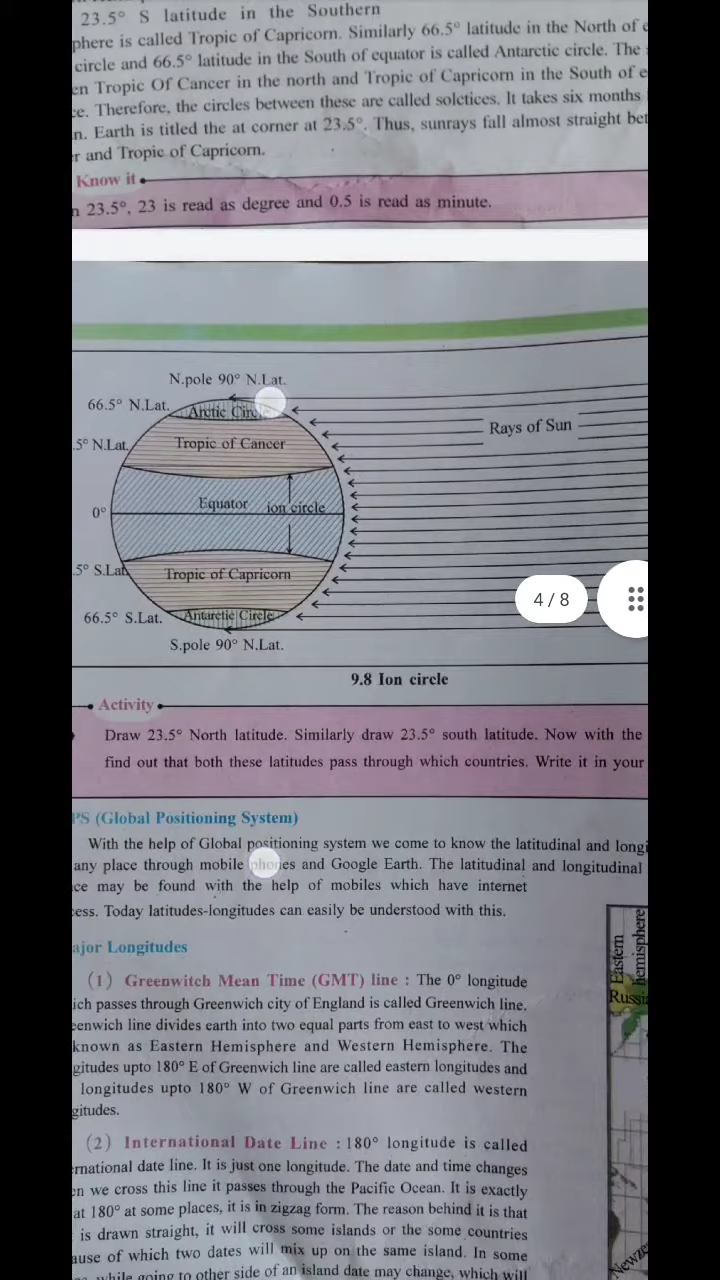 23.5° S latitude in the Southern
phere is called Tropic of Capricorn. Similarly 66.5° latitude in the North of e
circle and 66.5° latitude in the South of equator is called Antarctic circle. The
en Tropic Of Cancer in the north and Tropic of Capricorn in the South of e
ce. Therefore, the circles between these are called solctices. It takes six months
n. Earth is titled the at corner at 23.5°. Thus, sunrays fall almost straight bet
er and Tropic of Capricorn.
Know it
n 23.5°, 23 is read as degree and 0.5 is read as minute.
N.pole 90° N.Lat.
66.5° N.Lat.
Arctic Circle
Rays of Sun
5° N.Lat.
Tropic of Cancer
Equator
ion circle
0°
5° S.Lat.
Tropic of Capricorn
4 / 8
66.5° S.Lat.
Antarctic Circle
S.pole 90° N.Lat.
9.8 Ion circle
Activity
Draw 23.5° North latitude. Similarly draw 23.5° south latitude. Now with the
find out that both these latitudes pass through which countries. Write it in your
PS (Global Positioning System)
With the help of Global positioning system we come to know the latitudinal and longi
any place through mobile phones and Google Earth. The latitudinal and longitudinal
ce may be found with the help of mobiles which have internet
cess. Today latitudes-longitudes can easily be understood with this.
ajor Longitudes
(1) Greenwitch Mean Time (GMT) line : The 0° longitude
ich passes through Greenwich city of England is called Greenwich line.
eenwich line divides earth into two equal parts from east to west which
known as Eastern Hemisphere and Western Hemisphere. The
gitudes upto 180° E of Greenwich line are called eastern longitudes and
longitudes upto 180° W of Greenwich line are called western
gitudes.
(2) International Date Line : 180° longitude is called
ernational date line. It is just one longitude. The date and time changes
en we cross this line it passes through the Pacific Ocean. It is exactly
at 180° at some places, it is in zigzag form. The reason behind it is that
is drawn straight, it will cross some islands or the some countries
ause of which two dates will mix up on the same island. In some
while going to other side of an island date may change, which will
Eastern
hemisphere
Russi
Newze